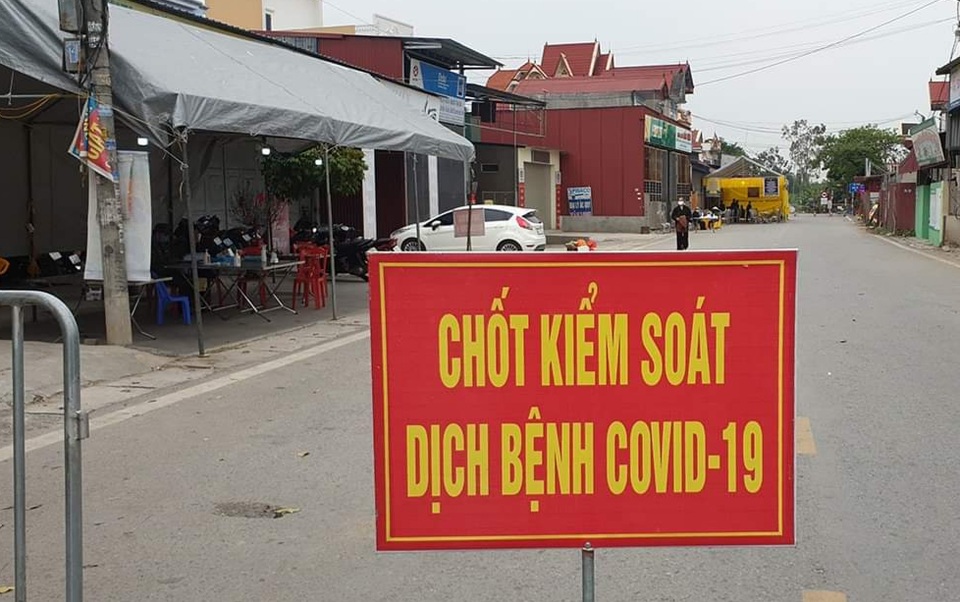 CHỐT KIỂM SOÁT
DỊCH BỆNH COVID-19